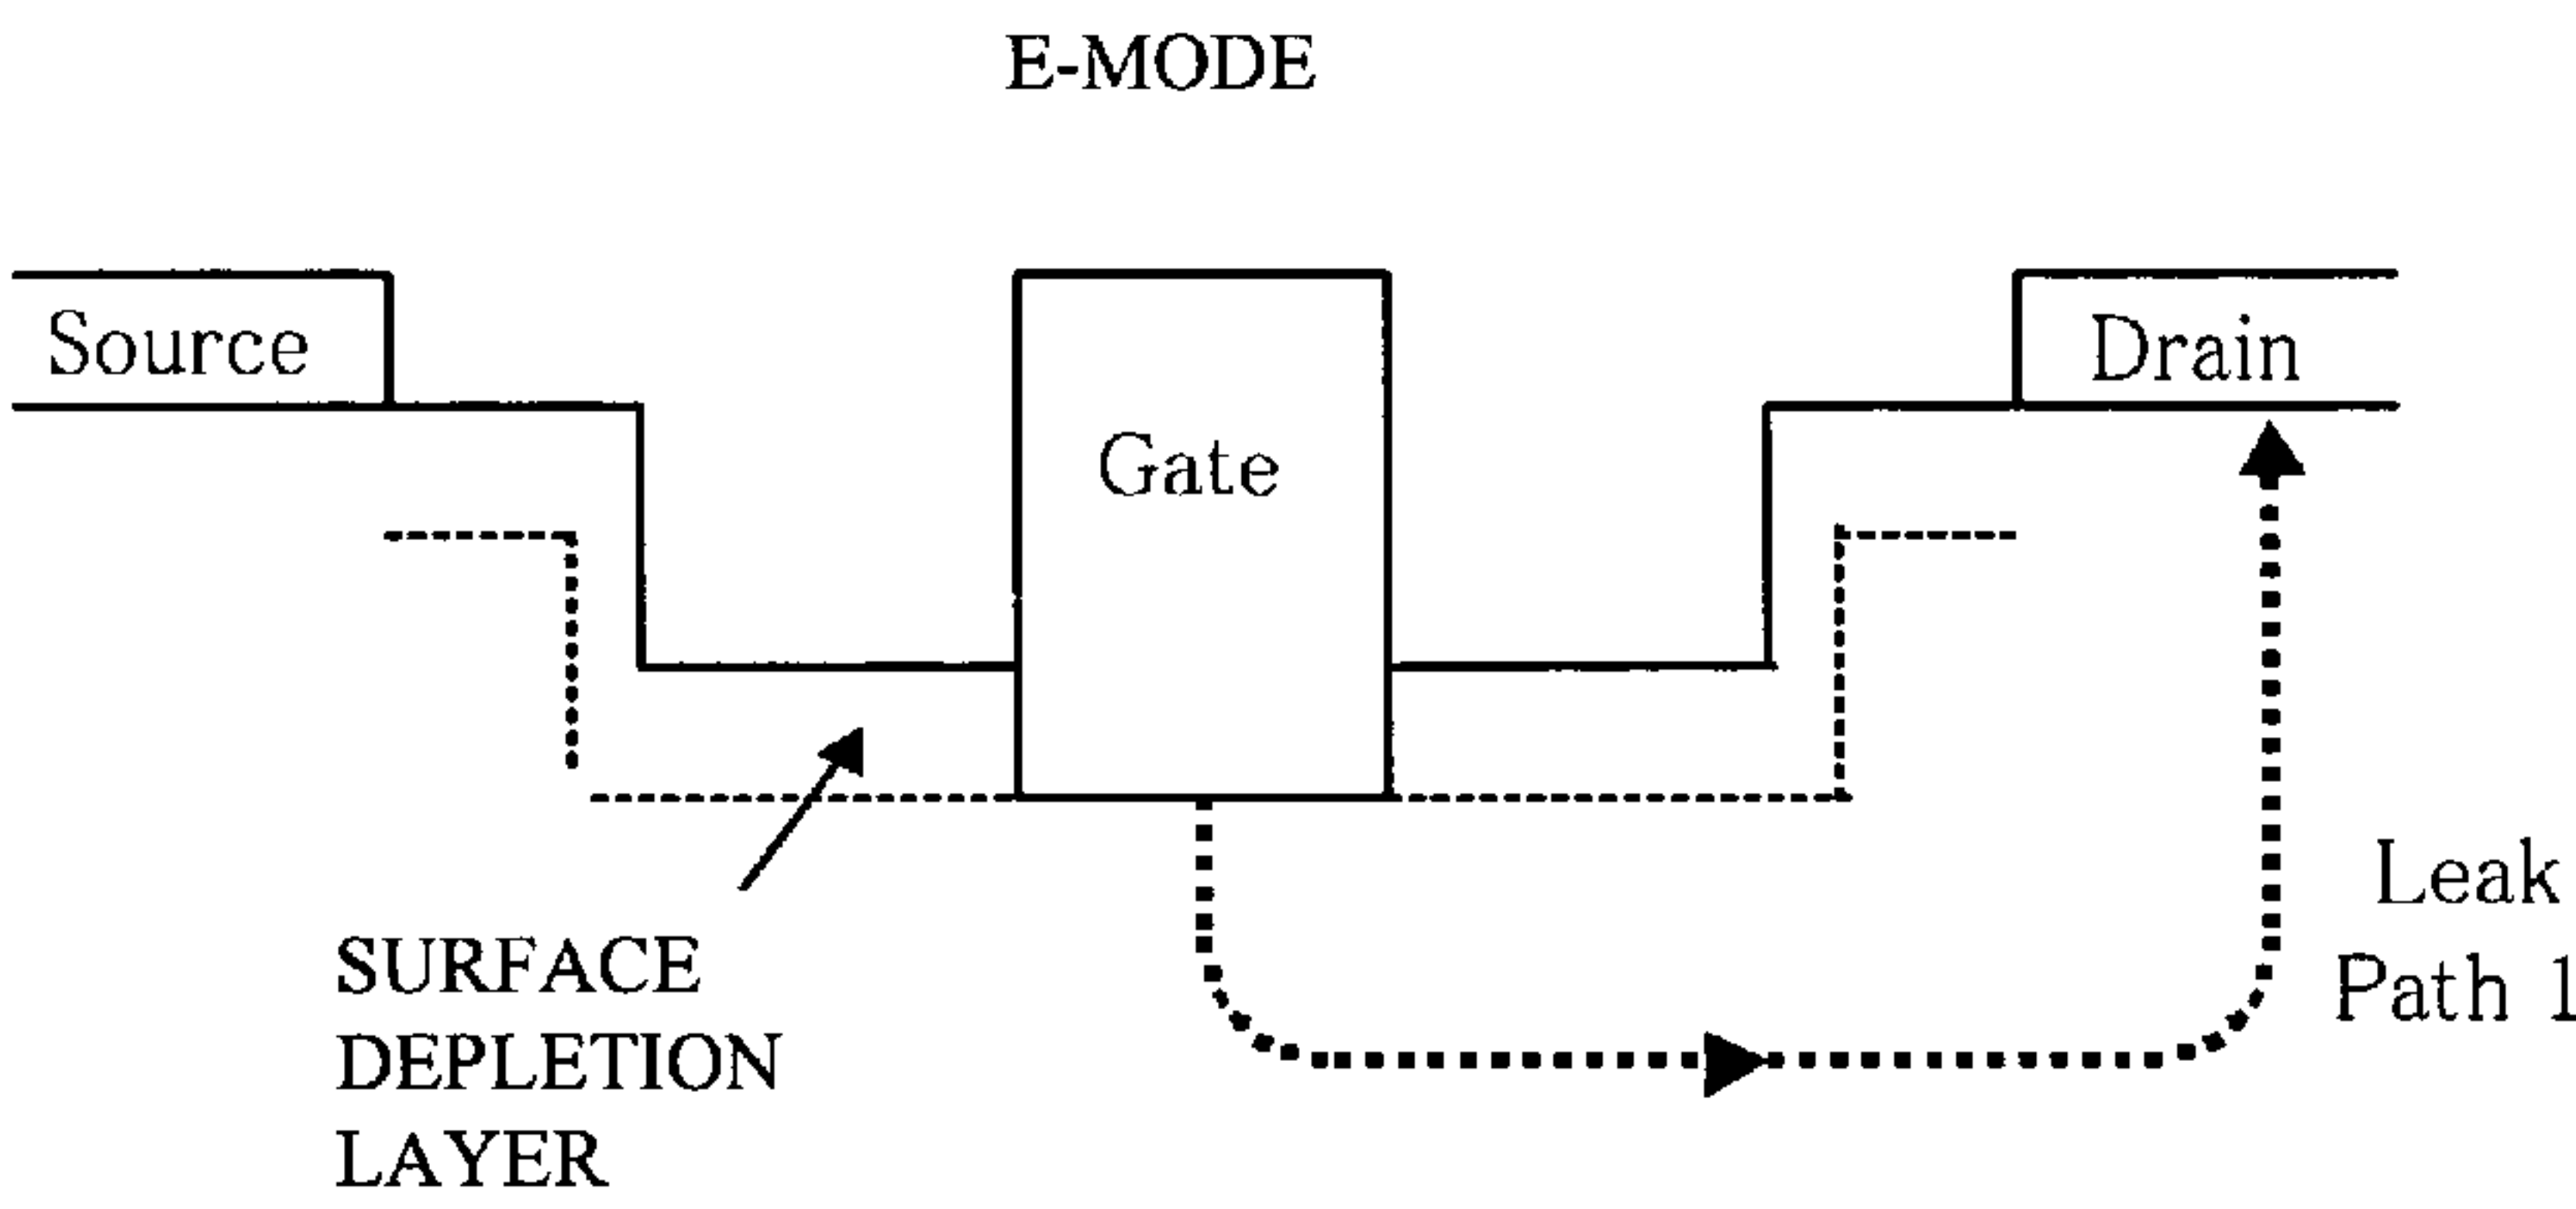 E-MODE
Source
Drain
Gate
Leak
Path 1
SURFACE
DEPLETION
LAYER